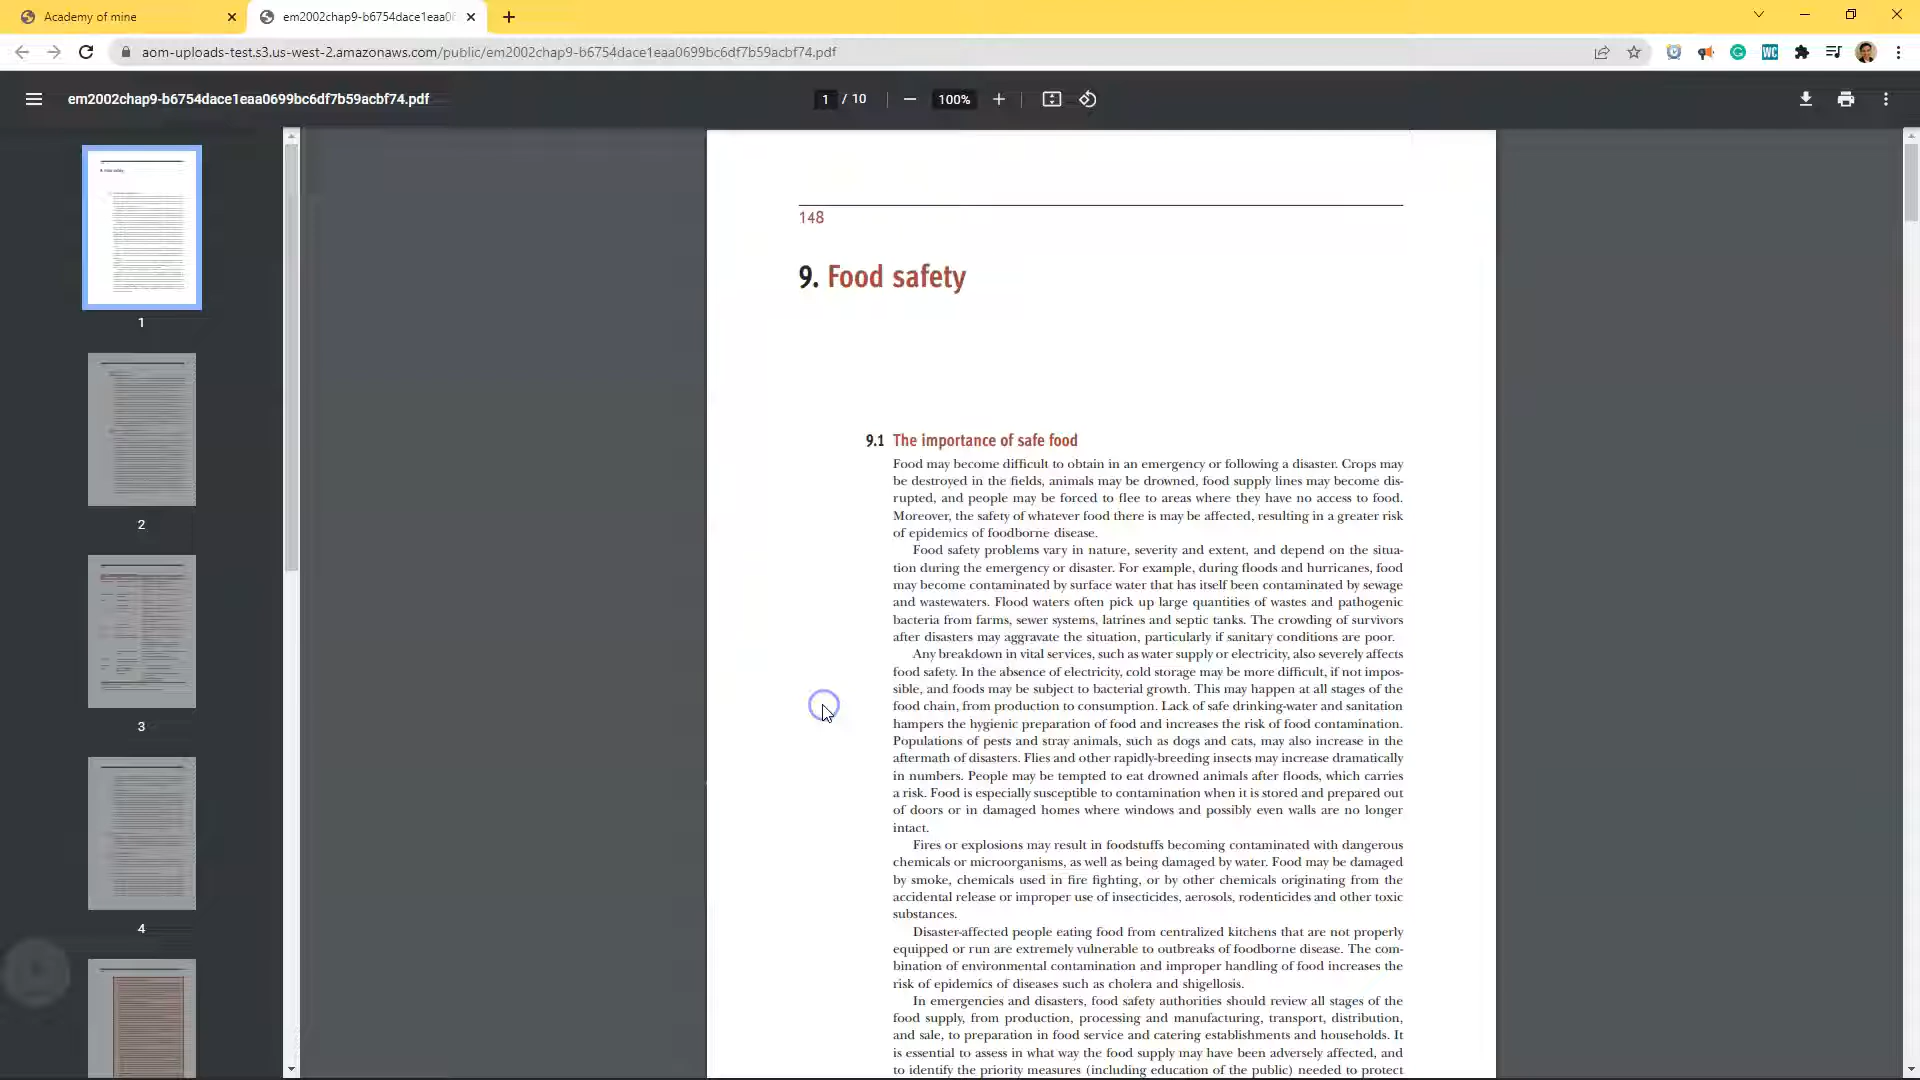 Academy of mine
em2002chap9-b6754dace1eaa0
aom-uploads-test.s3.us-west-2.amazonaws.com/public/em2002chap9-b6754dace1eaa0699bc6df7b59acbf74.pdf
em2002chap9-b6754dace1eaa0699bc6df7b59acbf74.pdf
1 / 10
100%
148
9. Food safety
9.1 The importance of safe food
Food may become difficult to obtain in an emergency or following a disaster. Crops may
be destroyed in the fields, animals may be drowned, food supply lines may become dis-
rupted, and people may be forced to flee to areas where they have no access to food.
Moreover, the safety of whatever food there is may be affected, resulting in a greater risk
of epidemics of foodborne disease.
Food safety problems vary in nature, severity and extent, and depend on the situa-
tion during the emergency or disaster. For example, during floods and hurricanes, food
may become contaminated by surface water that has itself been contaminated by sewage
and wastewaters. Flood waters often pick up large quantities of wastes and pathogenic
bacteria from farms, sewer systems, latrines and septic tanks. The crowding of survivors
after disasters may aggravate the situation, particularly if sanitary conditions are poor.
Any breakdown in vital services, such as water supply or electricity, also severely affects
food safety. In the absence of electricity, cold storage may be more difficult, if not impos-
sible, and foods may be subject to bacterial growth. This may happen at all stages of the
food chain, from production to consumption. Lack of safe drinking-water and sanitation
hampers the hygienic preparation of food and increases the risk of food contamination.
Populations of pests and stray animals, such as dogs and cats, may also increase in the
aftermath of disasters. Flies and other rapidly-breeding insects may increase dramatically
in numbers. People may be tempted to eat drowned animals after floods, which carries
a risk. Food is especially susceptible to contamination when it is stored and prepared out
of doors or in damaged homes where windows and possibly even walls are no longer
intact.
Fires or explosions may result in foodstuffs becoming contaminated with dangerous
chemicals or microorganisms, as well as being damaged by water. Food may be damaged
by smoke, chemicals used in fire fighting, or by other chemicals originating from the
accidental release or improper use of insecticides, aerosols, rodenticides and other toxic
substances.
Disaster-affected people eating food from centralized kitchens that are not properly
equipped or run are extremely vulnerable to outbreaks of foodborne disease. The com-
bination of environmental contamination and improper handling of food increases the
risk of epidemics of diseases such as cholera and shigellosis.
In emergencies and disasters, food safety authorities should review all stages of the
food supply, from production, processing and manufacturing, transport, distribution,
and sale, to preparation in food service and catering establishments and households. It
is essential to assess in what way the food supply may have been adversely affected, and
to identify the priority measures (including education of the public) needed to protect
1
2
3
4
WC